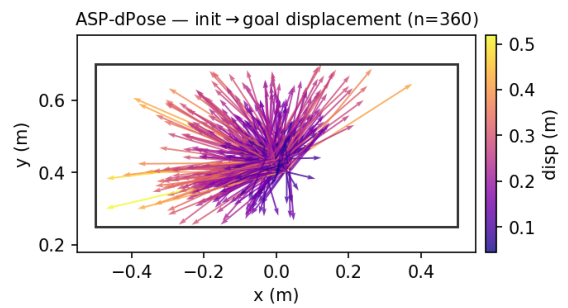 ASP-dPose — init→goal displacement (n=360)
0.6
0.4
0.2
y (m)
−0.4 −0.2 0.0 0.2 0.4
x (m)
0.5
0.4
0.3
0.2
0.1
disp (m)